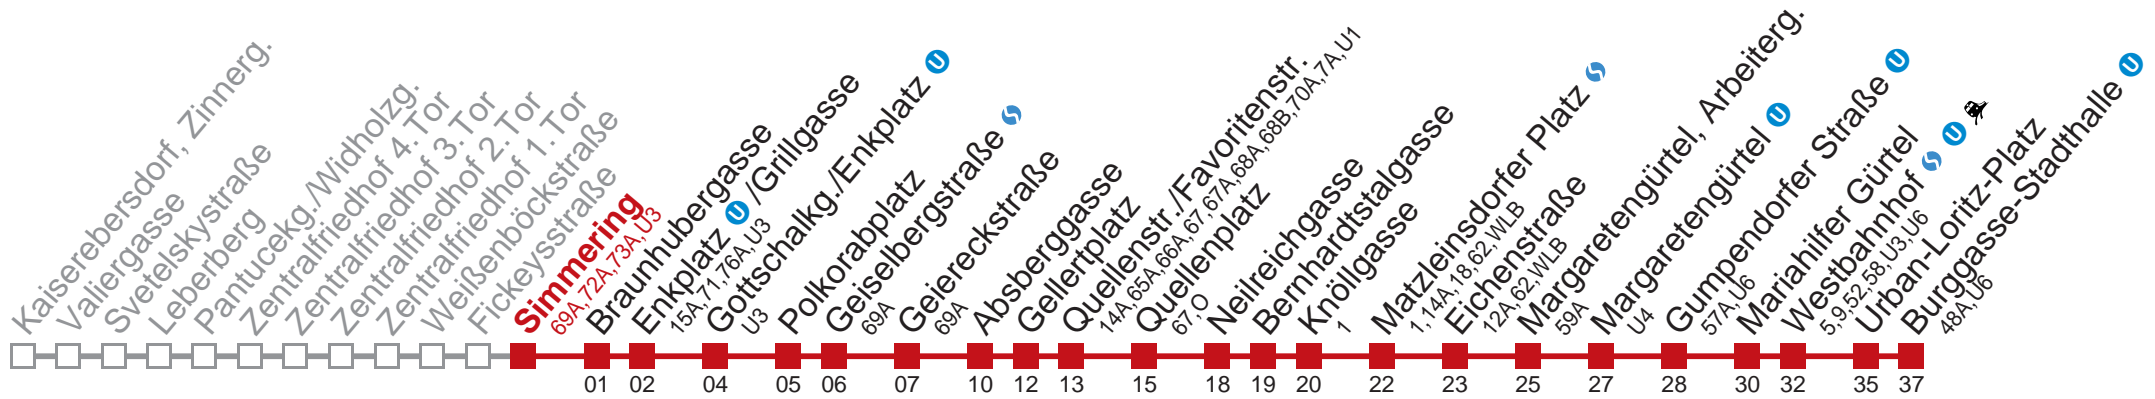 Kaiserebersdorf, Zinnerg.
Valiergasse
Svetelskystraße
Leberberg
Pantucekg./Widholzg.
Zentralfriedhof 4. Tor
Zentralfriedhof 3. Tor
Zentralfriedhof 2. Tor
Zentralfriedhof 1. Tor
Weißenböckstraße
Fickeysstraße
Simmering
69A,72A,73A,U3
Braunhubergasse
Enkplatz U /Grillgasse
15A,71,76A,U3
Gottschalkg./Enkplatz U
U3
Polkorabplatz
Geiselbergstraße S
69A
Geiereckstraße
69A
Absberggasse
Gellertplatz
Quellenstr./Favoritenstr.
14A,65A,66A,67,67A,68A,68B,70A,7A,U1
Quellenplatz
67,O
Neilreichgasse
Bernhardtstalgasse
Knöllgasse
1
Matzleinsdorfer Platz S
1,14A,18,62,WLB
Eichenstraße
12A,62,WLB
Margaretengürtel, Arbeiterg.
59A
Margaretengürtel U
U4
Gumpendorfer Straße U
57A,U6
Mariahilfer Gürtel
Westbahnhof S U
5,9,52,58,U3,U6
Urban-Loritz-Platz
Burggasse-Stadthalle U
48A,U6
01 02 04 05 06 07 10 12 13 15 18 19 20 22 23 25 27 28 30 32 35 37